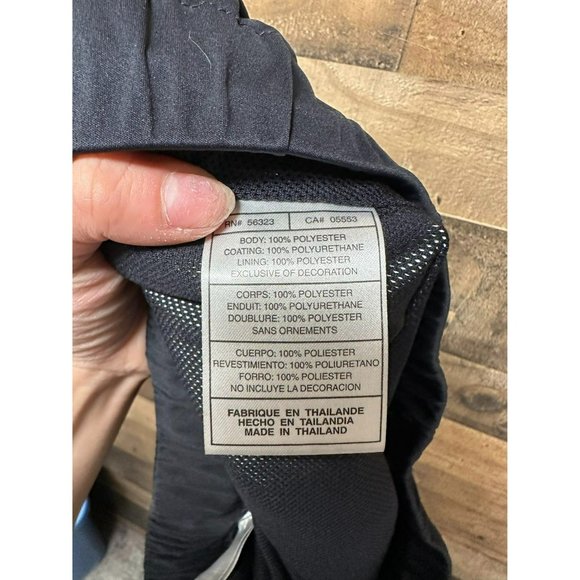 RN# 56323 CA# 05553
BODY: 100% POLYESTER
COATING: 100% POLYURETHANE
LINING: 100% POLYESTER
EXCLUSIVE OF DECORATION
CORPS: 100% POLYESTER
ENDUIT: 100% POLYURETHANE
DOUBLURE: 100% POLYESTER
SANS ORNEMENTS
CUERPO: 100% POLIESTER
REVESTIMIENTO: 100% POLIURETANO
FORRO: 100% POLIESTER
NO INCLUYE LA DECORACION
FABRIQUE EN THAILANDE
HECHO EN TAILANDIA
MADE IN THAILAND